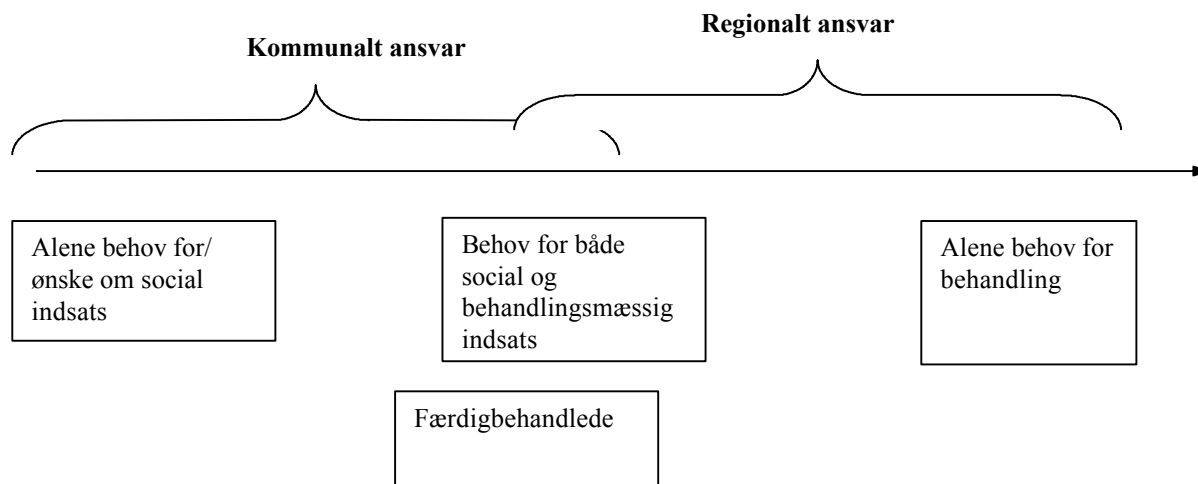 Kommunalt ansvar
Regionalt ansvar
Alene behov for/
ønske om social
indsats
Behov for både
social og
behandlingsmæssig
indsats
Alene behov for
behandling
Færdigbehandlede